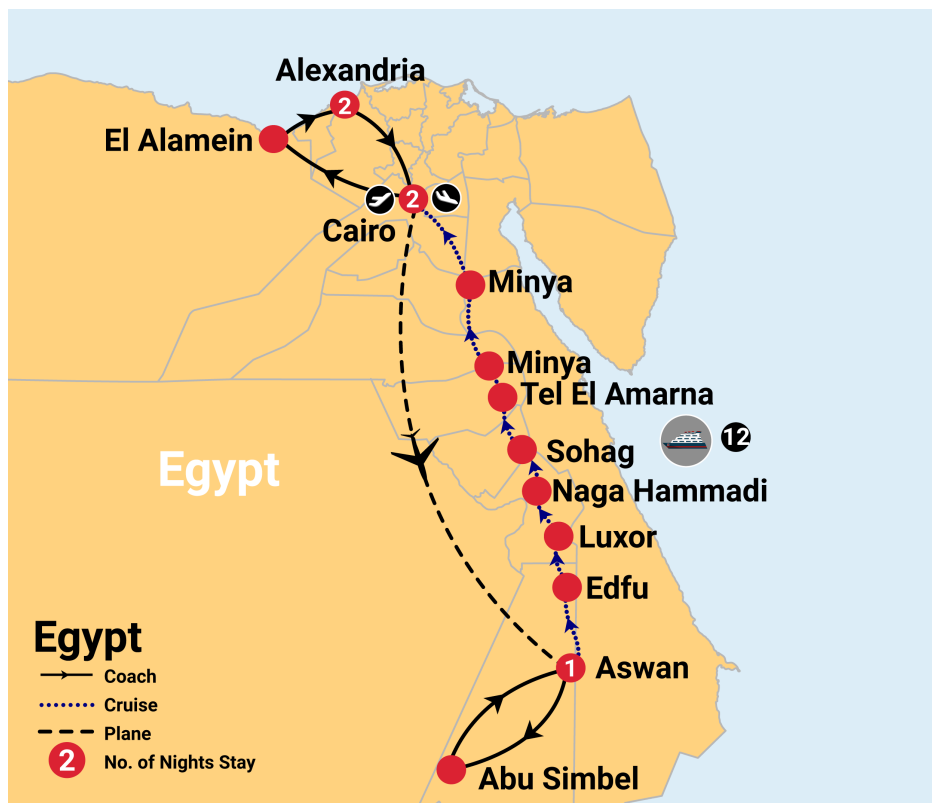 Alexandria
2
El Alamein
2
Cairo
Minya
Minya
Tel El Amarna
12
Sohag
Egypt
Naga Hammadi
Luxor
Edfu
Egypt
1 Aswan
Coach
Cruise
Plane
2 No. of Nights Stay
Abu Simbel